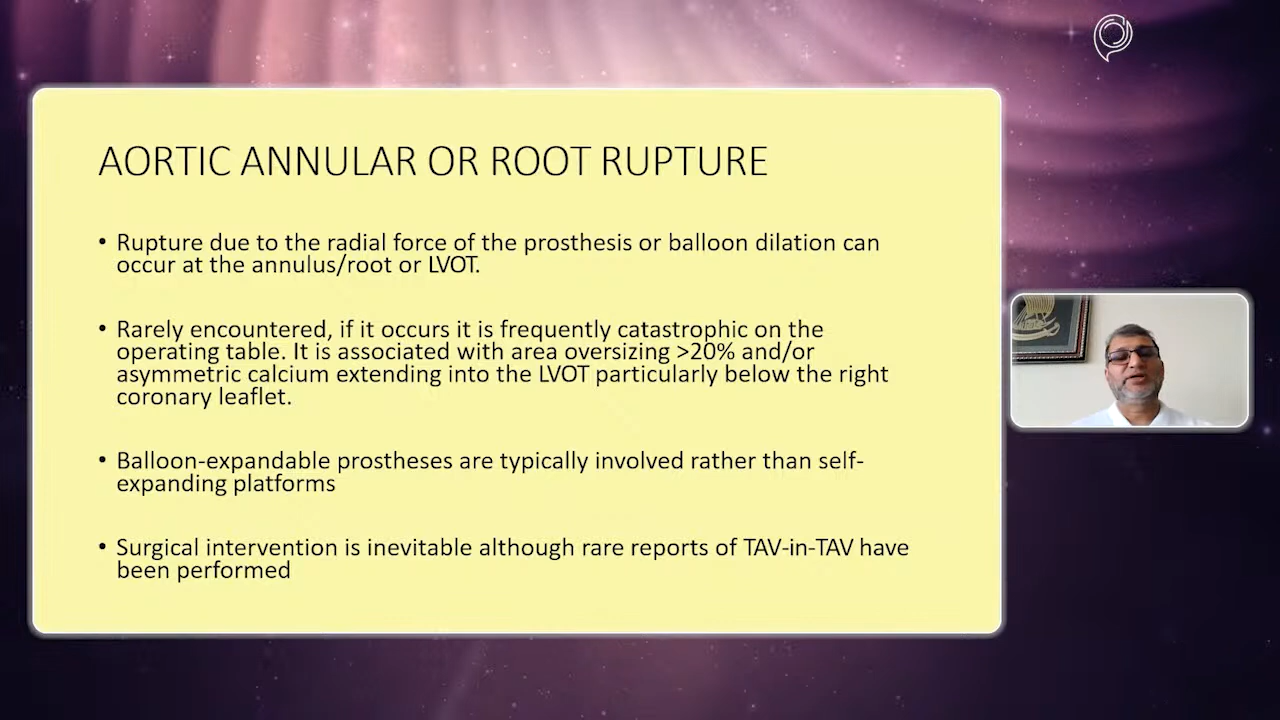 AORTIC ANNULAR OR ROOT RUPTURE
• Rupture due to the radial force of the prosthesis or balloon dilation can
occur at the annulus/root or LVOT.
• Rarely encountered, if it occurs it is frequently catastrophic on the
operating table. It is associated with area oversizing >20% and/or
asymmetric calcium extending into the LVOT particularly below the right
coronary leaflet.
• Balloon-expandable prostheses are typically involved rather than self-
expanding platforms
• Surgical intervention is inevitable although rare reports of TAV-in-TAV have
been performed